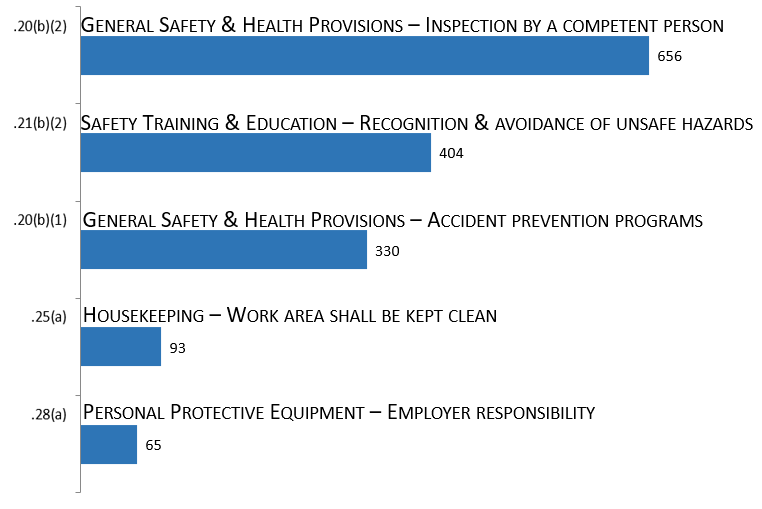 .20(b)(2) General Safety & Health Provisions – Inspection by a competent person
656
.21(b)(2) Safety Training & Education – Recognition & avoidance of unsafe hazards
404
.20(b)(1) General Safety & Health Provisions – Accident prevention programs
330
.25(a) Housekeeping – Work area shall be kept clean
93
.28(a) Personal Protective Equipment – Employer responsibility
65